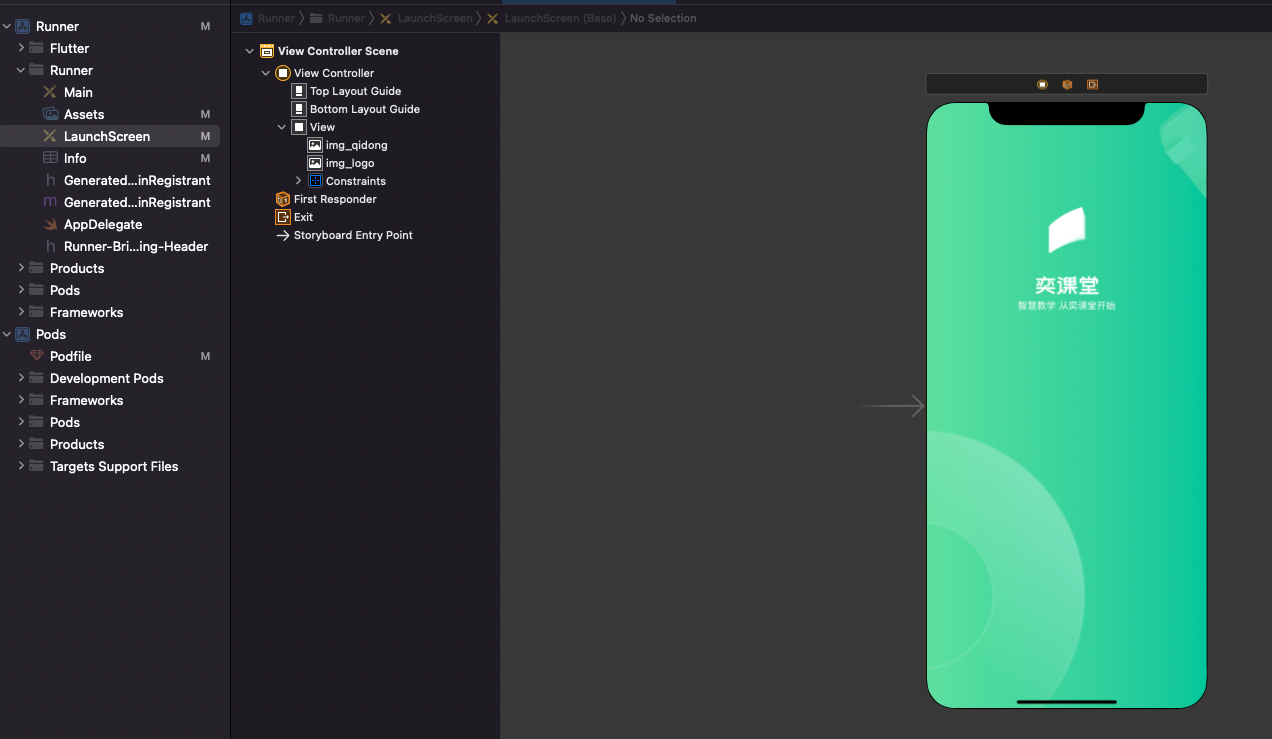 Runner M
Flutter
Runner
Main
Assets M
LaunchScreen M
Info M
Generated...inRegistrant
Generated...inRegistrant
AppDelegate
Runner-Bri...ing-Header
Products
Pods
Frameworks
Pods
Podfile M
Development Pods
Frameworks
Pods
Products
Targets Support Files
Runner Runner LaunchScreen LaunchScreen (Base) No Selection
View Controller Scene
View Controller
Top Layout Guide
Bottom Layout Guide
View
img_qidong
img_logo
Constraints
First Responder
Exit
Storyboard Entry Point
奕课堂
智慧教学 从奕课堂开始